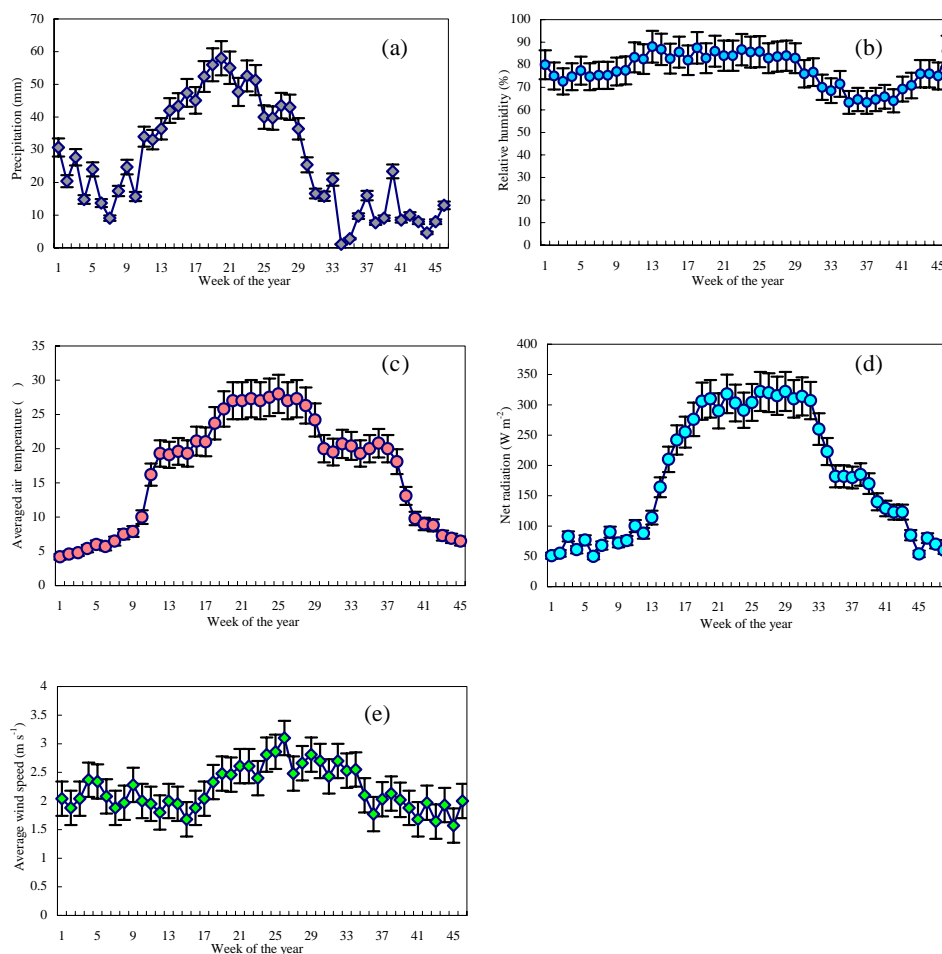 70
60
50
40
30
20
10
0
Precipitation (mm)
(a)
1 5 9 13 17 21 25 29 33 37 41 45
Week of the year
100
90
80
70
60
50
40
30
20
10
0
Relative humidity (%)
(b)
1 5 9 13 17 21 25 29 33 37 41 45
Week of the year
35
30
25
20
15
10
5
0
Averaged air temperature ( )
(c)
1 5 9 13 17 21 25 29 33 37 41 45
Week of the year
400
350
300
250
200
150
100
50
0
Net radiation (W m-2)
(d)
1 5 9 13 17 21 25 29 33 37 41 45
Week of the year
4
3.5
3
2.5
2
1.5
1
0.5
0
Average wind speed (m s-1)
(e)
1 5 9 13 17 21 25 29 33 37 41 45
Week of the year